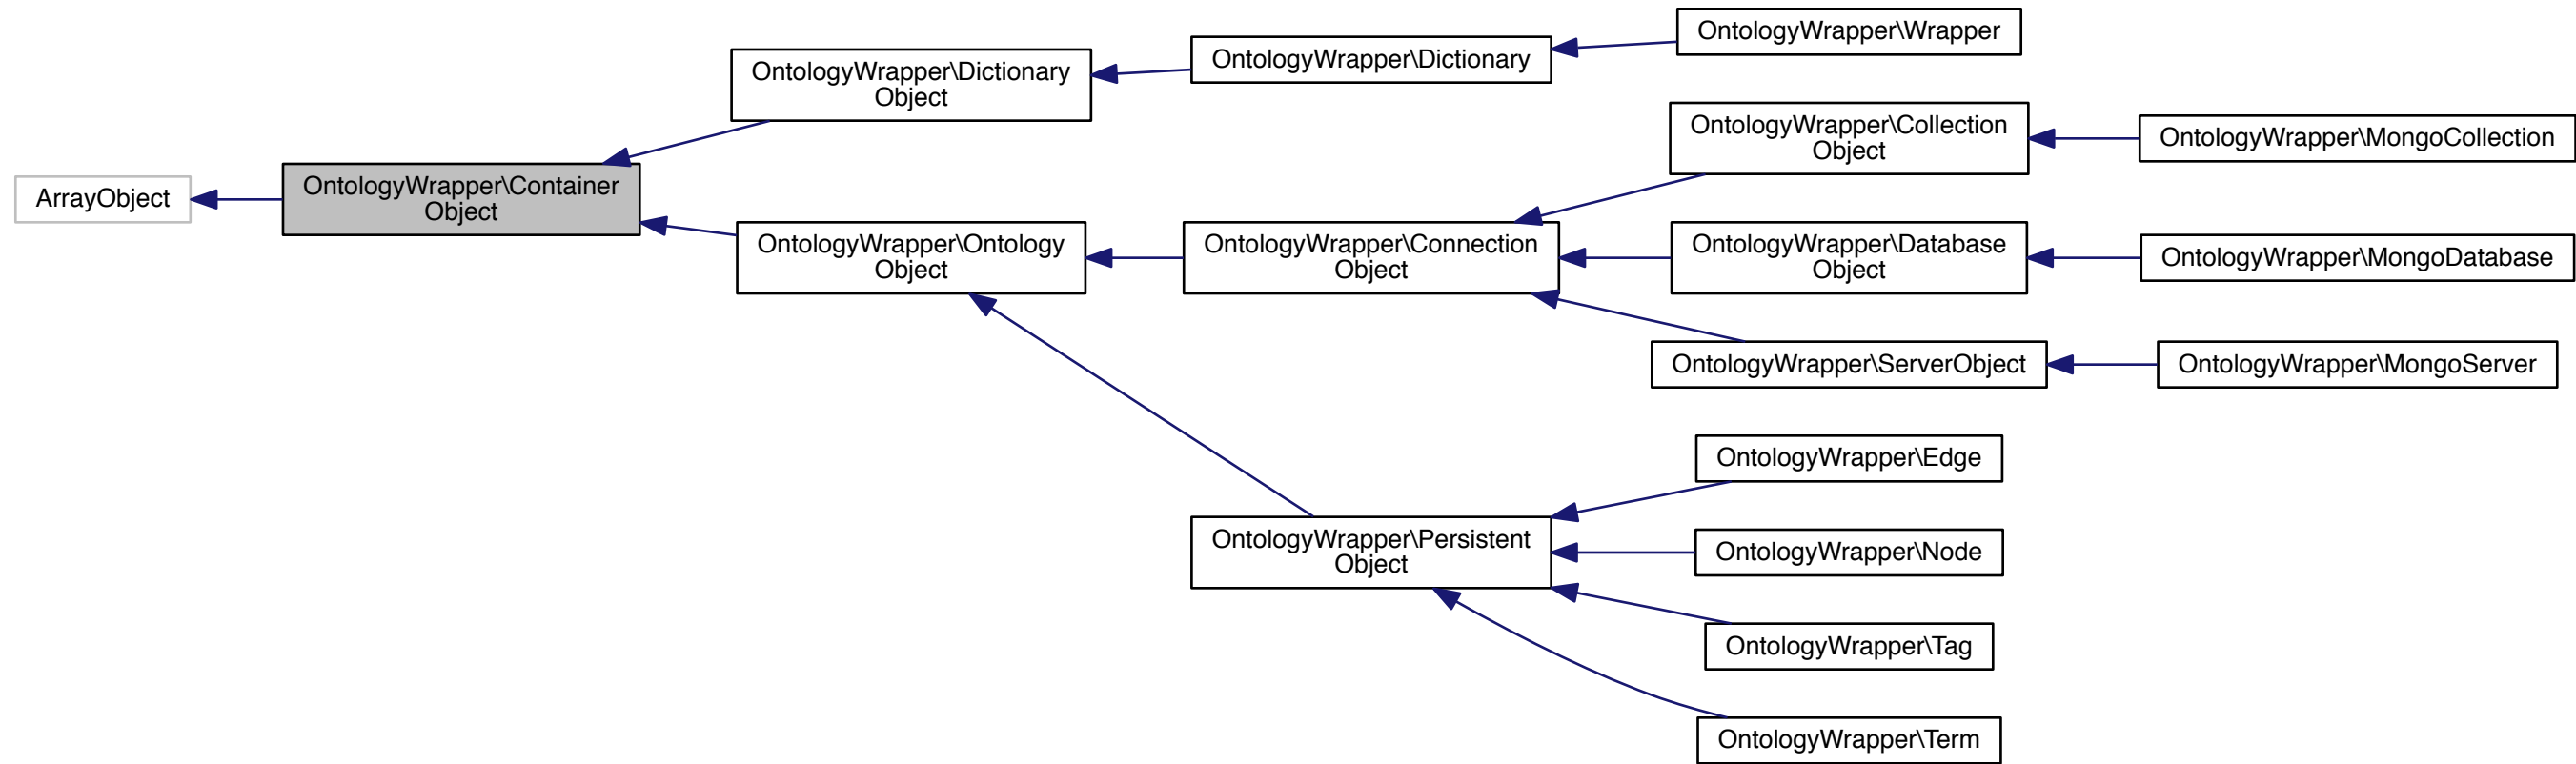 OntologyWrapper\Wrapper
OntologyWrapper\Dictionary
OntologyWrapper\Dictionary
Object
OntologyWrapper\Collection
Object
OntologyWrapper\MongoCollection
ArrayObject
OntologyWrapper\Container
Object
OntologyWrapper\Ontology
Object
OntologyWrapper\Connection
Object
OntologyWrapper\Database
Object
OntologyWrapper\MongoDatabase
OntologyWrapper\ServerObject
OntologyWrapper\MongoServer
OntologyWrapper\Edge
OntologyWrapper\Persistent
Object
OntologyWrapper\Node
OntologyWrapper\Tag
OntologyWrapper\Term